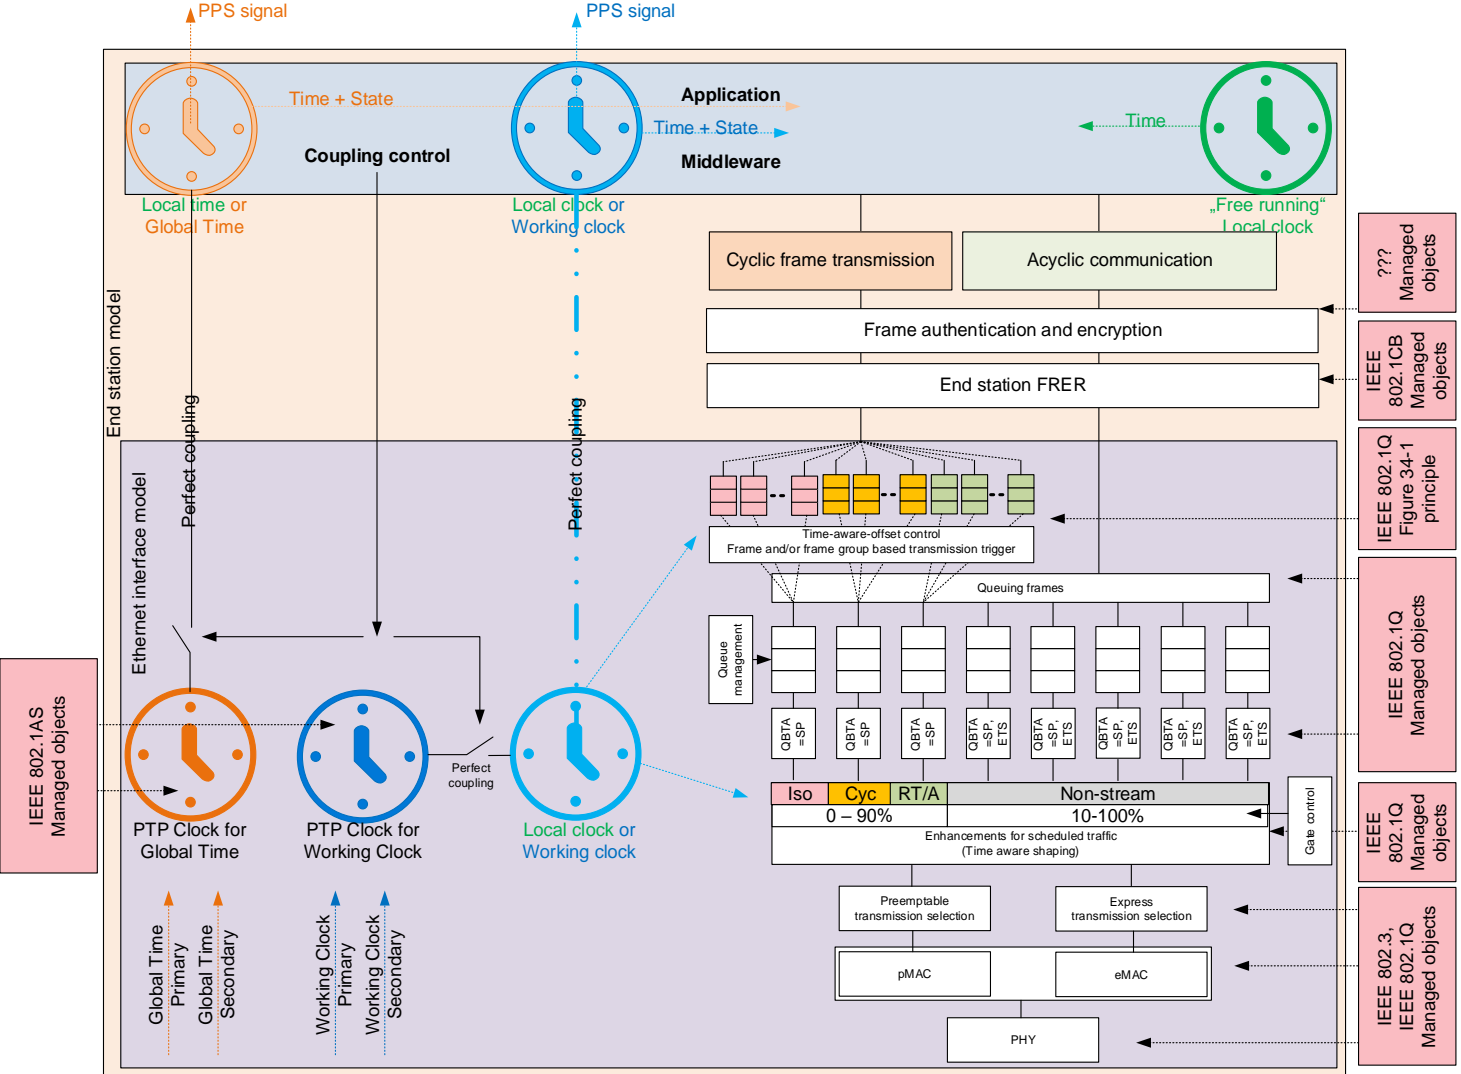 PPS signal
PPS signal
Time + State
Application
Time + State
Time
Coupling control
Middleware
Local time or
Global Time
Local clock or
Working clock
„Free running“
Local clock
Cyclic frame transmission
Acyclic communication
???
Managed
objects
End station model
Frame authentication and encryption
IEEE
802.1CB
Managed
objects
End station FRER
Perfect coupling
Perfect coupling
IEEE 802.1Q
Figure 34-1
principle
Ethernet interface model
Time-aware-offset control
Frame and/or frame group based transmission trigger
Queuing frames
IEEE 802.1Q
Managed objects
Queue
management
IEEE 802.1AS
Managed objects
QBTA
=SP
QBTA
=SP
QBTA
=SP
QBTA
=SP,
ETS
QBTA
=SP,
ETS
QBTA
=SP,
ETS
QBTA
=SP,
ETS
QBTA
=SP,
ETS
Perfect
coupling
Iso
Cyc
RT/A
Non-stream
0 – 90%
10-100%
Gate control
IEEE
802.1Q
Managed
objects
PTP Clock for
Global Time
PTP Clock for
Working Clock
Local clock or
Working clock
Enhancements for scheduled traffic
(Time aware shaping)
Preemptable
transmission selection
Express
transmission selection
Global Time
Primary
Global Time
Secondary
Working Clock
Primary
Working Clock
Secondary
pMAC
eMAC
IEEE 802.3,
IEEE 802.1Q
Managed objects
PHY